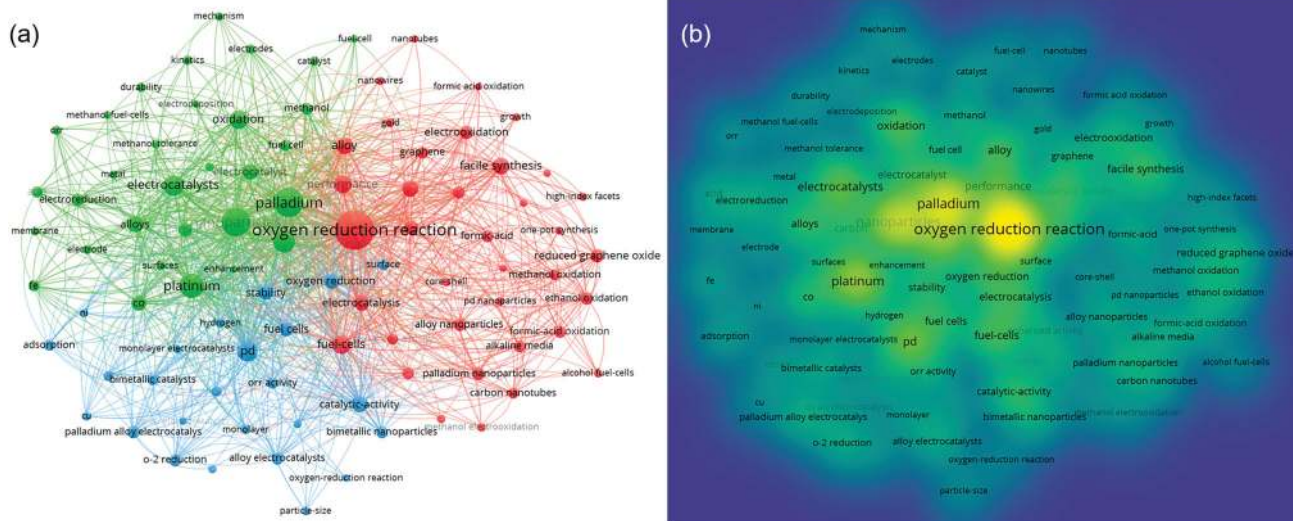 (a)
mechanism
electrodes
fuel-cell
nanotubes
kinetics
catalyst
nanowires
formic acid oxidation
durability
electrodeposition
methanol
growth
methanol fuel-cells
oxidation
gold
electrooxidation
orr
methanol tolerance
fuel cell
alloy
graphene
facile synthesis
metal
electrocatalyst
performance
electrocatalysts
electroreduction
palladium
high-index facets
membrane
alloys
oxygen reduction reaction
formic-acid
one-pot synthesis
electrode
surfaces
enhancement
surface
reduced graphene oxide
fe
platinum
stability
oxygen reduction
core-shell
methanol oxidation
co
electrocatalysis
pd nanoparticles
ethanol oxidation
ni
hydrogen
fuel cells
alloy nanoparticles
formic-acid oxidation
adsorption
monolayer electrocatalysts
pd
fuel-cells
alkaline media
bimetallic catalysts
orr activity
palladium nanoparticles
alcohol fuel-cells
cu
catalytic-activity
carbon nanotubes
palladium alloy electrocatalys
monolayer
bimetallic nanoparticles
methanol electrooxidation
o-2 reduction
alloy electrocatalysts
oxygen-reduction reaction
particle-size
(b)
mechanism
electrodes
fuel-cell
nanotubes
kinetics
catalyst
nanowires
formic acid oxidation
durability
electrodeposition
methanol
growth
methanol fuel-cells
oxidation
gold
electrooxidation
orr
methanol tolerance
fuel cell
alloy
graphene
facile synthesis
metal
electrocatalyst
performance
electrocatalysts
acid
electroreduction
palladium
high-index facets
nanoparticles
carbon
membrane
alloys
oxygen reduction reaction
formic-acid
one-pot synthesis
electrode
surfaces
enhancement
surface
reduced graphene oxide
fe
platinum
stability
oxygen reduction
core-shell
methanol oxidation
co
electrocatalysis
pd nanoparticles
ethanol oxidation
ni
hydrogen
fuel cells
alloy nanoparticles
formic-acid oxidation
adsorption
monolayer electrocatalysts
pd
fuel-cells
alkaline media
bimetallic catalysts
orr activity
palladium nanoparticles
alcohol fuel-cells
cu
catalytic-activity
carbon nanotubes
palladium alloy electrocatalys
monolayer
bimetallic nanoparticles
methanol electrooxidation
o-2 reduction
alloy electrocatalysts
oxygen-reduction reaction
particle-size